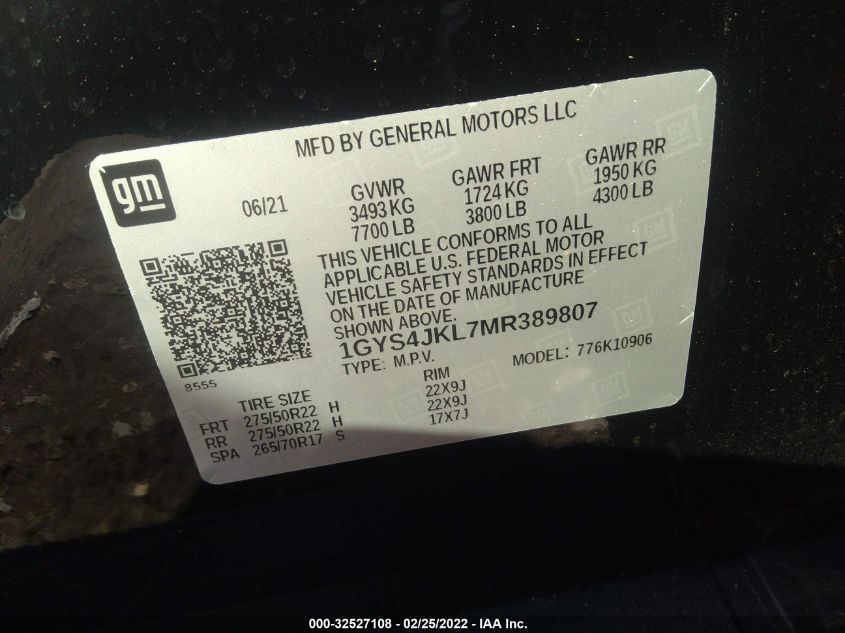 MFD BY GENERAL MOTORS LLC
gm
06/21
GVWR
3493 KG
7700 LB
GAWR FRT
1724 KG
3800 LB
GAWR RR
1950 KG
4300 LB
THIS VEHICLE CONFORMS TO ALL
APPLICABLE U.S. FEDERAL MOTOR
VEHICLE SAFETY STANDARDS IN EFFECT
ON THE DATE OF MANUFACTURE
SHOWN ABOVE.
1GYS4JKL7MR389807
TYPE: M.P.V. MODEL: 776K10906
8555
TIRE SIZE RIM
FRT 275/50R22 H 22X9J
RR 275/50R22 H 22X9J
SPA 265/70R17 S 17X7J
000-32527108 - 02/25/2022 - IAA Inc.